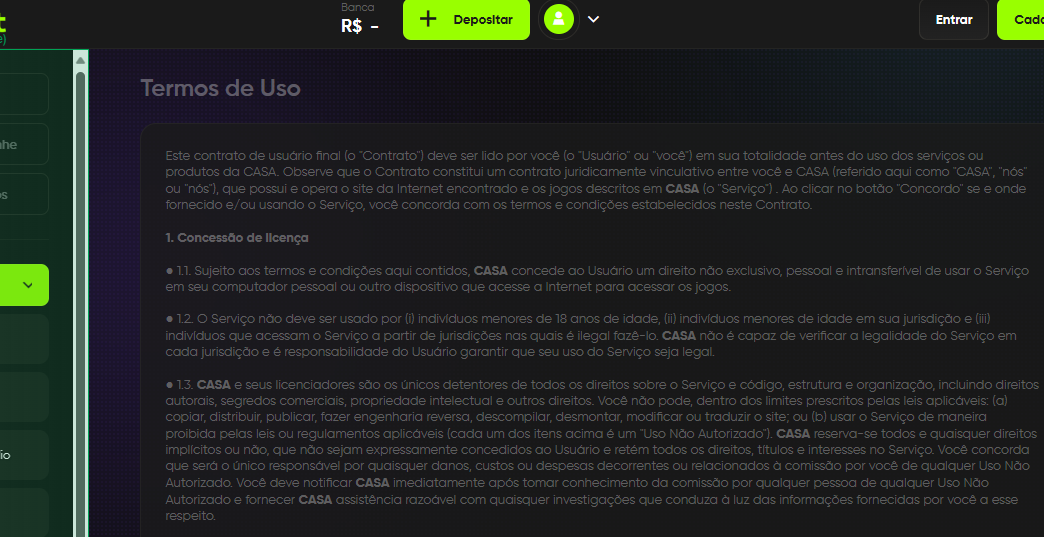 Banca
R$ -
Depositar
Entrar
Termos de Uso
Este contrato de usuário final (o "Contrato") deve ser lido por você (o "Usuário" ou "você") em sua totalidade antes do uso dos serviços ou
produtos da CASA. Observe que o Contrato constitui um contrato juridicamente vinculativo entre você e CASA (referido aqui como "CASA", "nós"
ou "nós"), que possui e opera o site da Internet encontrado e os jogos descritos em CASA (o "Serviço") . Ao clicar no botão "Concordo" se e onde
fornecido e/ou usando o Serviço, você concorda com os termos e condições estabelecidos neste Contrato.
1. Concessão de licença
● 1.1. Sujeito aos termos e condições aqui contidos, CASA concede ao Usuário um direito não exclusivo, pessoal e intransferível de usar o Serviço
em seu computador pessoal ou outro dispositivo que acesse a Internet para acessar os jogos.
● 1.2. O Serviço não deve ser usado por (i) indivíduos menores de 18 anos de idade, (ii) indivíduos menores de idade em sua jurisdição e (iii)
indivíduos que acessam o Serviço a partir de jurisdições nas quais é ilegal fazê-lo. CASA não é capaz de verificar a legalidade do Serviço em
cada jurisdição e é responsabilidade do Usuário garantir que seu uso do Serviço seja legal.
● 1.3. CASA e seus licenciadores são os únicos detentores de todos os direitos sobre o Serviço e código, estrutura e organização, incluindo direitos
autorais, segredos comerciais, propriedade intelectual e outros direitos. Você não pode, dentro dos limites prescritos pelas leis aplicáveis: (a)
copiar, distribuir, publicar, fazer engenharia reversa, descompilar, desmontar, modificar ou traduzir o site; ou (b) usar o Serviço de maneira
proibida pelas leis ou regulamentos aplicáveis (cada um dos itens acima é um "Uso Não Autorizado"). CASA reserva-se todos e quaisquer direitos
implícitos ou não, que não sejam expressamente concedidos ao Usuário e retém todos os direitos, títulos e interesses no Serviço. Você concorda
que será o único responsável por quaisquer danos, custos ou despesas decorrentes ou relacionados à comissão por você de qualquer Uso Não
Autorizado. Você deve notificar CASA imediatamente após tomar conhecimento da comissão por qualquer pessoa de qualquer Uso Não
Autorizado e fornecer CASA assistência razoável com quaisquer investigações que conduza à luz das informações fornecidas por você a esse
respeito.